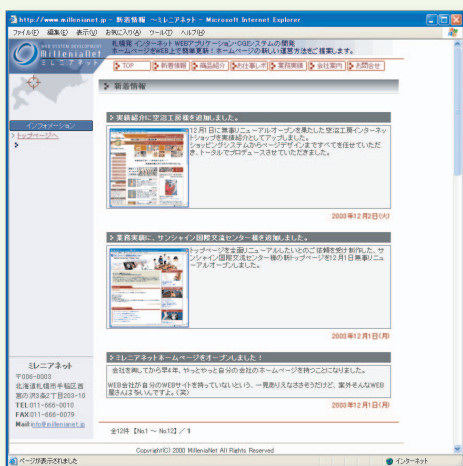 http://www.millenianet.jp - 新着情報 ～ミレニアネット～ - Microsoft Internet Explorer
ファイル(F) 編集(E) 表示(V) お気に入り(A) ツール(T) ヘルプ(H)
WEB SYSTEM DEVELOPMENT
MilleniaNet
ミレニアネット
札幌発 インターネット WEBアプリケーション・CGIシステムの開発
ホームページをWEB上で簡単更新！ホームページの新しい運営方法をご提案します。
TOP 新着情報 商品紹介 お仕事レポ 業務実績 会社案内 お問合せ
新着情報
インフォメーション
トップページへ
実績紹介に空沼工房様を追加しました。
12月1日に無事リニューアルオープンを果たした空沼工房インターネットショップを実績紹介としてアップしました。
ショッピングシステムからページデザインまですべてを任せていただき、トータルでプロデュースさせていただきました。
2003年12月2日(火)
業務実績に、サンシャイン国際交流センター様を追加しました。
トップページを全面リニューアルしたいとのご依頼を受け制作した、サンシャイン国際交流センター様の新トップページを12月1日無事リニューアルオープンしました。
2003年12月1日(月)
ミレニアネットホームページをオープンしました！
会社を興してから早4年、やっとやっと自分の会社のホームページを持つことになりました。
WEB会社が自分のWEBサイトを持っていないという、一見ありえなさそうだけど、案外そんなWEB屋さん多いんですよ。(笑)
2003年12月1日(月)
全12件 【No.1 ～ No.12】 / 1
ミレニアネット
〒006-0003
北海道札幌市手稲区西宮の沢3条2丁目203-10
TEL:011-666-0010
FAX:011-666-0079
Mail:info@millenianet.jp
Copyright(C) 2000 MilleniaNet All Rights Reserved
ページが表示されました
インターネット